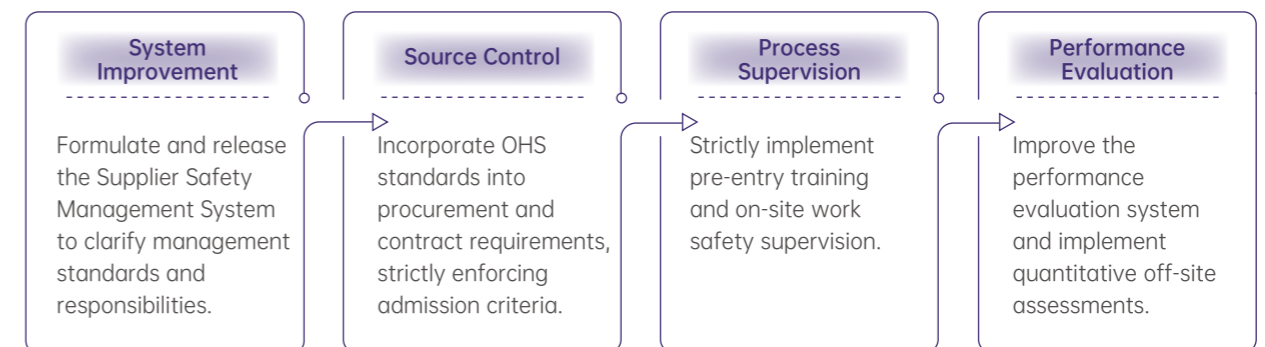 System
Improvement
Formulate and release
the Supplier Safety
Management System
to clarify management
standards and
responsibilities.
Source Control
Incorporate OHS
standards into
procurement and
contract requirements,
strictly enforcing
admission criteria.
Process
Supervision
Strictly implement
pre-entry training
and on-site work
safety supervision.
Performance
Evaluation
Improve the
performance
evaluation system
and implement
quantitative off-site
assessments.